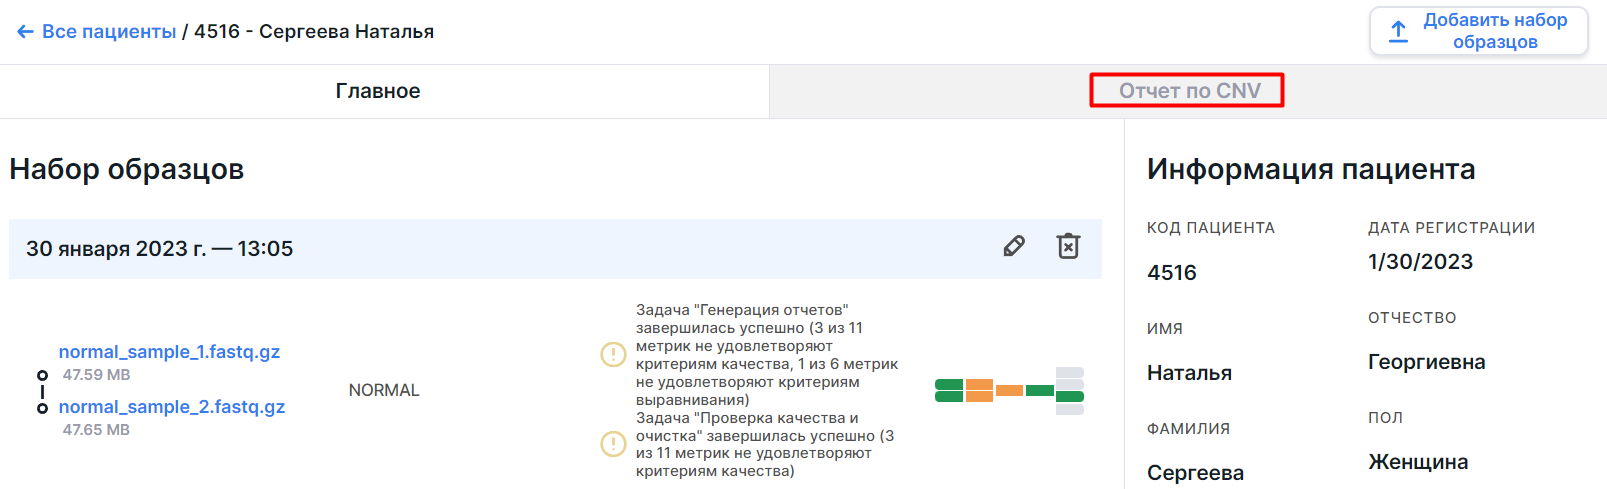 Все пациенты / 4516 - Сергеева Наталья
Добавить набор
образцов
Главное
Отчет по CNV
Набор образцов
30 января 2023 г. — 13:05
normal_sample_1.fastq.gz
47.59 MB
normal_sample_2.fastq.gz
47.65 MB
NORMAL
Задача "Генерация отчетов"
завершилась успешно (3 из 11
метрик не удовлетворяют
критериям качества, 1 из 6 метрик
не удовлетворяют критериям
выравнивания)
Задача "Проверка качества и
очистка" завершилась успешно (3
из 11 метрик не удовлетворяют
критериям качества)
Информация пациента
КОД ПАЦИЕНТА
4516
ДАТА РЕГИСТРАЦИИ
1/30/2023
ИМЯ
Наталья
ОТЧЕСТВО
Георгиевна
ФАМИЛИЯ
Сергеева
ПОЛ
Женщина